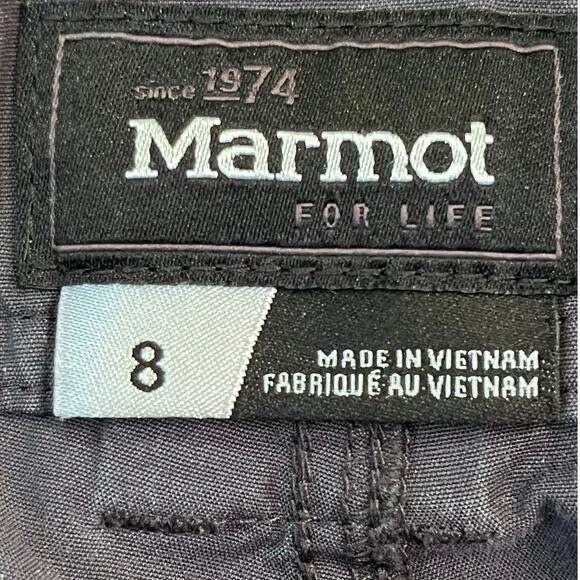 since 1974
Marmot
FOR LIFE
8
MADE IN VIETNAM
FABRIQUÉ AU VIETNAM